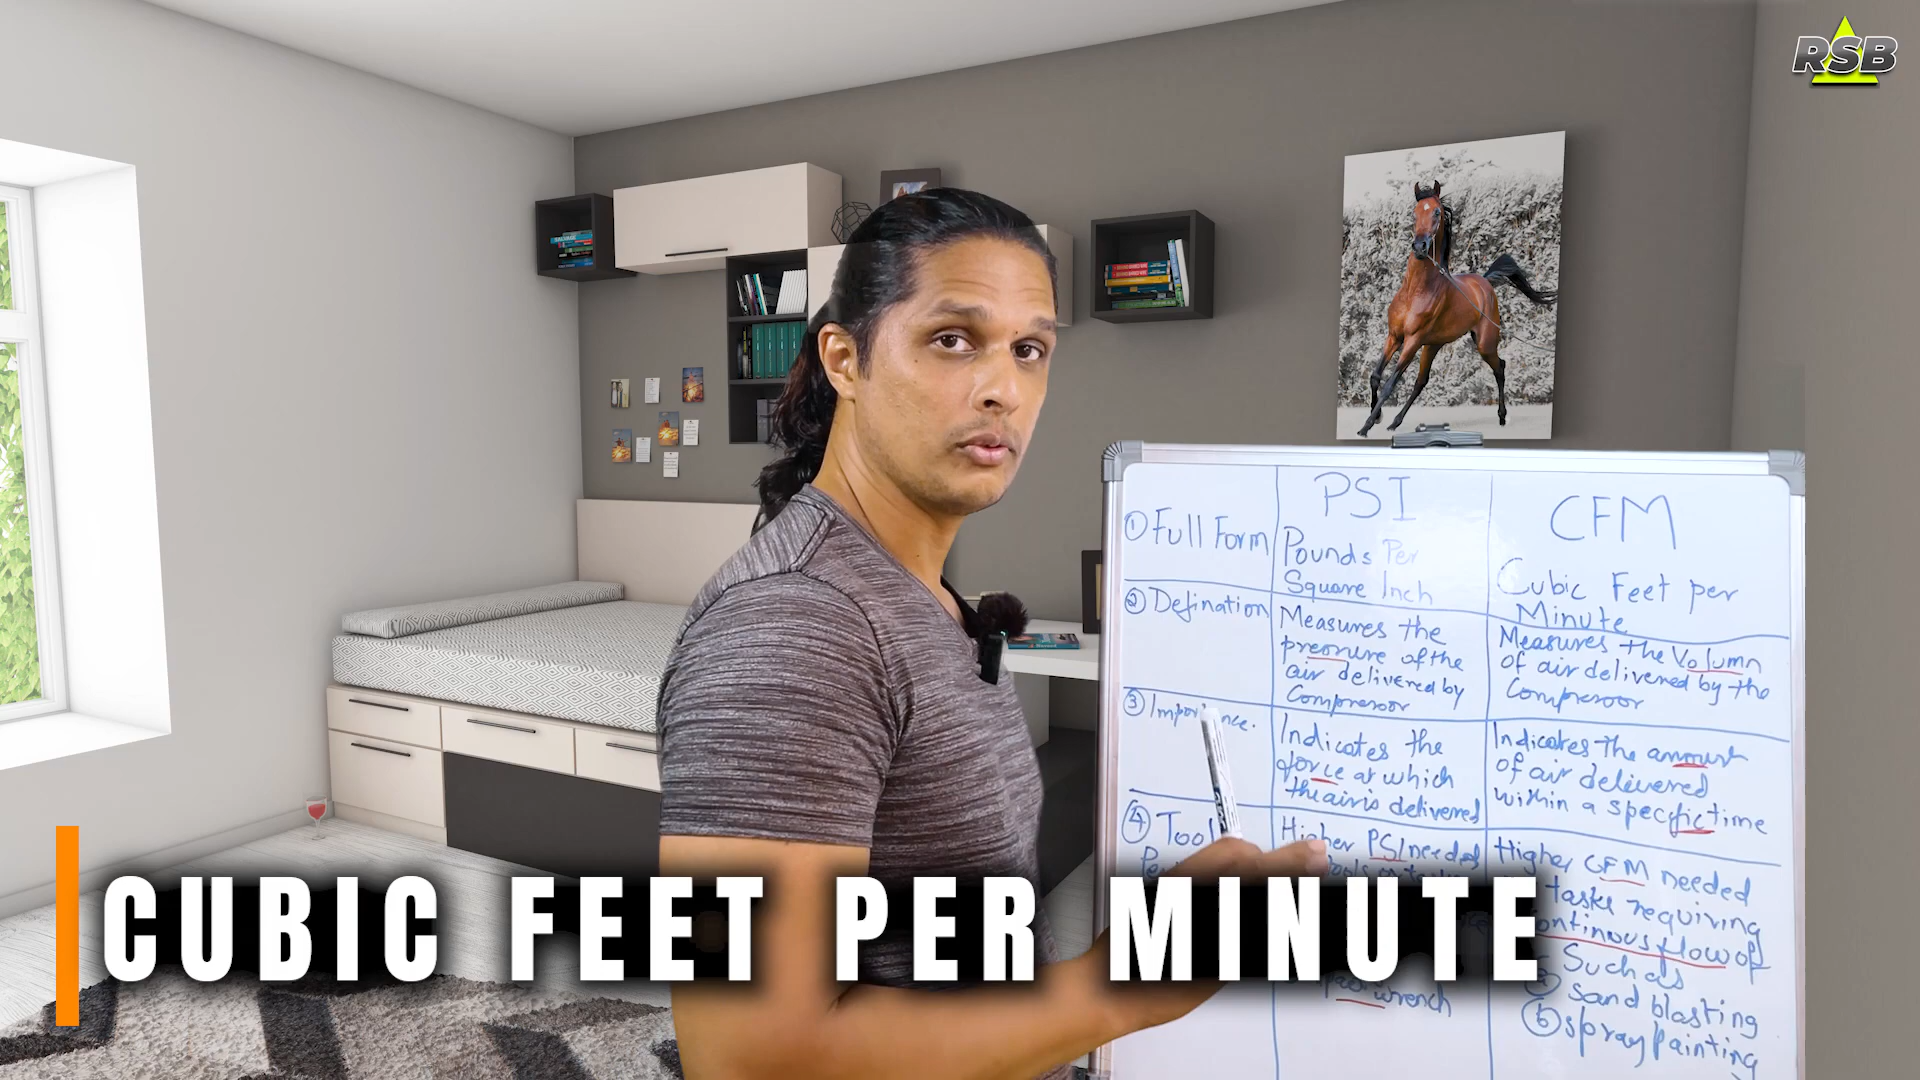 RSB
PSI
CFM
① Full Form
Pounds Per
Square Inch
Cubic Feet per
Minute
② Defination
Measures the
pressure of the
air delivered by
Compressor
Measures the Volumn
of air delivered by the
Compressor
③
Indicates the
force at which
the air is delivered
Indicates the amount
of air delivered
within a specific time
④ Tool
Higher PSI needed
Higher CFM needed
tasks requiring
continuous flow of
Such as
sand blasting
ⓑ spray Painting
wrench
CUBIC FEET PER MINUTE